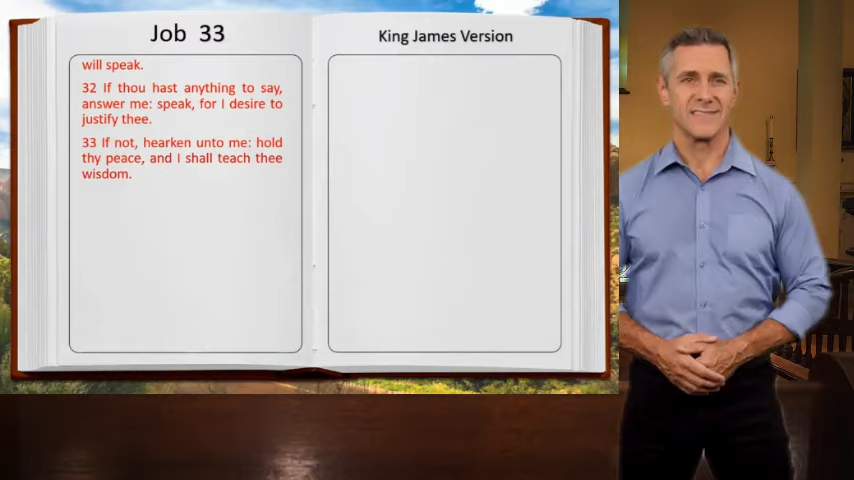 Job 33
King James Version
will speak.
32 If thou hast anything to say,
answer me: speak, for I desire to
justify thee.
33 If not, hearken unto me: hold
thy peace, and I shall teach thee
wisdom.